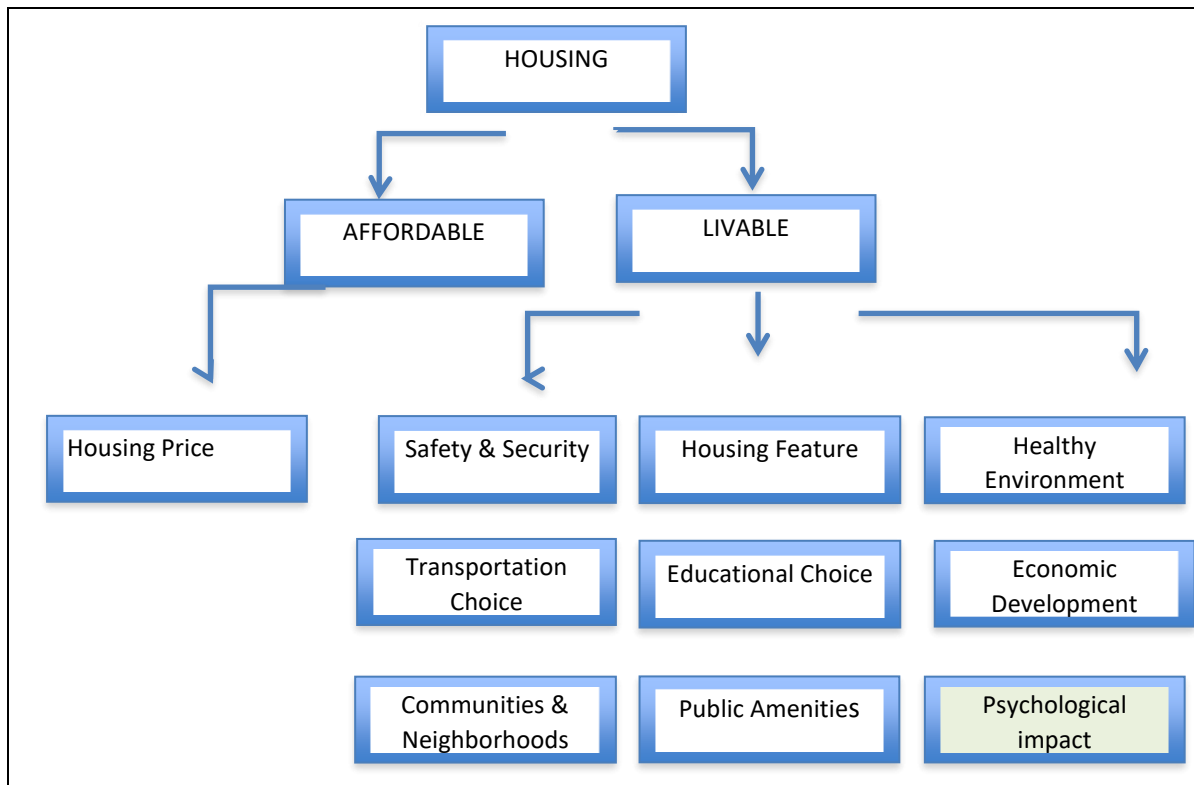 HOUSING
AFFORDABLE
LIVABLE
Housing Price
Safety & Security
Housing Feature
Healthy
Environment
Transportation
Choice
Educational Choice
Economic
Development
Communities &
Neighborhoods
Public Amenities
Psychological
impact